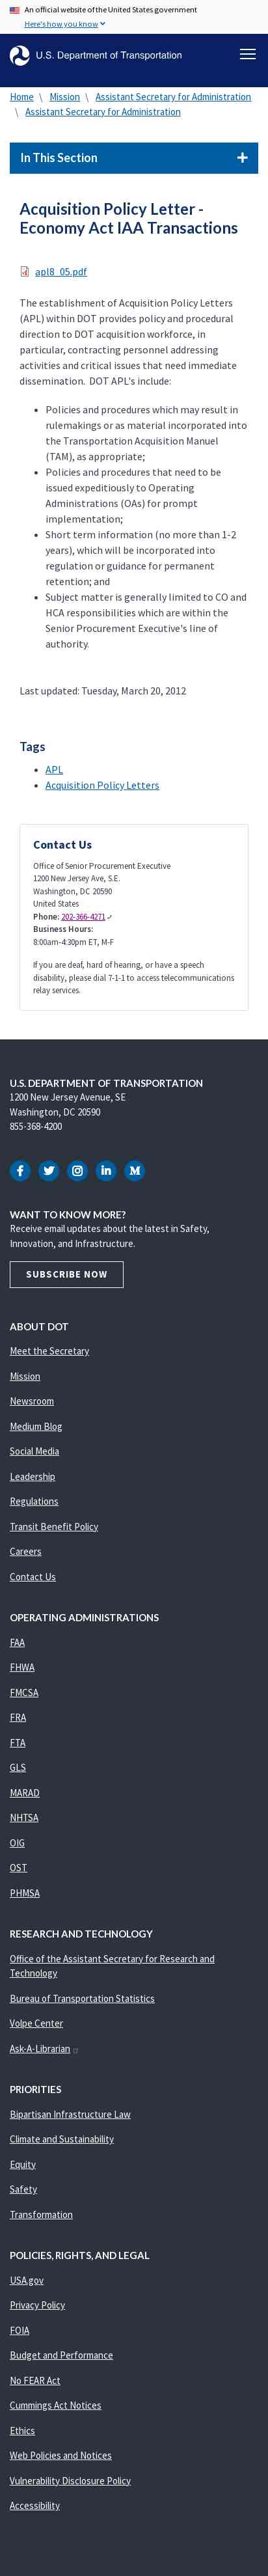 An official website of the United States government
Here's how you know
U.S. Department of Transportation
Home \ Mission \ Assistant Secretary for Administration
\ Assistant Secretary for Administration
In This Section
Acquisition Policy Letter -
Economy Act IAA Transactions
apl8_05.pdf
The establishment of Acquisition Policy Letters
(APL) within DOT provides policy and procedural
direction to DOT acquisition workforce, in
particular, contracting personnel addressing
activities and critical issues that need immediate
dissemination. DOT APL's include:
• Policies and procedures which may result in
rulemakings or as material incorporated into
the Transportation Acquisition Manuel
(TAM), as appropriate;
• Policies and procedures that need to be
issued expeditiously to Operating
Administrations (OAs) for prompt
implementation;
• Short term information (no more than 1-2
years), which will be incorporated into
regulation or guidance for permanent
retention; and
• Subject matter is generally limited to CO and
HCA responsibilities which are within the
Senior Procurement Executive's line of
authority.
Last updated: Tuesday, March 20, 2012
Tags
• APL
• Acquisition Policy Letters
Contact Us
Office of Senior Procurement Executive
1200 New Jersey Ave, S.E.
Washington, DC 20590
United States
Phone: 202-366-4271
Business Hours:
8:00am-4:30pm ET, M-F
If you are deaf, hard of hearing, or have a speech
disability, please dial 7-1-1 to access telecommunications
relay services.
U.S. DEPARTMENT OF TRANSPORTATION
1200 New Jersey Avenue, SE
Washington, DC 20590
855-368-4200
WANT TO KNOW MORE?
Receive email updates about the latest in Safety,
Innovation, and Infrastructure.
SUBSCRIBE NOW
ABOUT DOT
Meet the Secretary
Mission
Newsroom
Medium Blog
Social Media
Leadership
Regulations
Transit Benefit Policy
Careers
Contact Us
OPERATING ADMINISTRATIONS
FAA
FHWA
FMCSA
FRA
FTA
GLS
MARAD
NHTSA
OIG
OST
PHMSA
RESEARCH AND TECHNOLOGY
Office of the Assistant Secretary for Research and
Technology
Bureau of Transportation Statistics
Volpe Center
Ask-A-Librarian
PRIORITIES
Bipartisan Infrastructure Law
Climate and Sustainability
Equity
Safety
Transformation
POLICIES, RIGHTS, AND LEGAL
USA.gov
Privacy Policy
FOIA
Budget and Performance
No FEAR Act
Cummings Act Notices
Ethics
Web Policies and Notices
Vulnerability Disclosure Policy
Accessibility